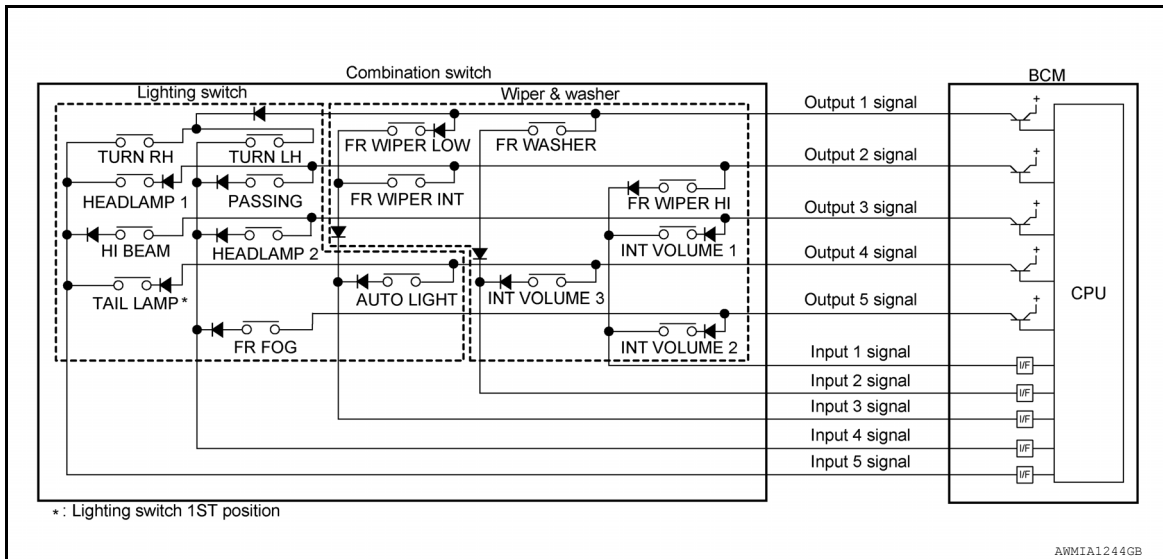 Combination switch
BCM
Lighting switch
Wiper & washer
Output 1 signal
+
TURN RH
TURN LH
FR WIPER LOW
FR WASHER
Output 2 signal
+
HEADLAMP 1
PASSING
FR WIPER INT
FR WIPER HI
Output 3 signal
+
HI BEAM
HEADLAMP 2
INT VOLUME 1
Output 4 signal
+
TAIL LAMP*
AUTO LIGHT
INT VOLUME 3
CPU
Output 5 signal
+
FR FOG
INT VOLUME 2
Input 1 signal
I/F
Input 2 signal
I/F
Input 3 signal
I/F
Input 4 signal
I/F
Input 5 signal
I/F
* : Lighting switch 1ST position
AWMIA1244GB